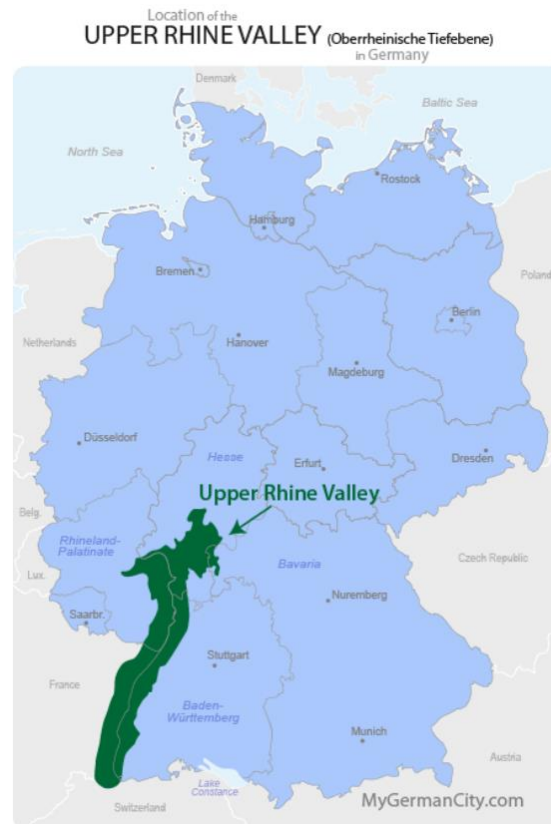 Location of the
UPPER RHINE VALLEY (Oberrheinische Tiefebene)
in Germany
Denmark
Baltic Sea
North Sea
Rostock
Hamburg
Bremen
Poland
Berlin
Netherlands
Hanover
Magdeburg
Düsseldorf
Hesse
Erfurt
Dresden
Upper Rhine Valley
Belg.
Rhineland-
Palatinate
Bavaria
Czech Republic
Lux.
Nuremberg
Saarbr.
Stuttgart
France
Baden-
Württemberg
Munich
Austria
Lake
Constance
MyGermanCity.com
Switzerland